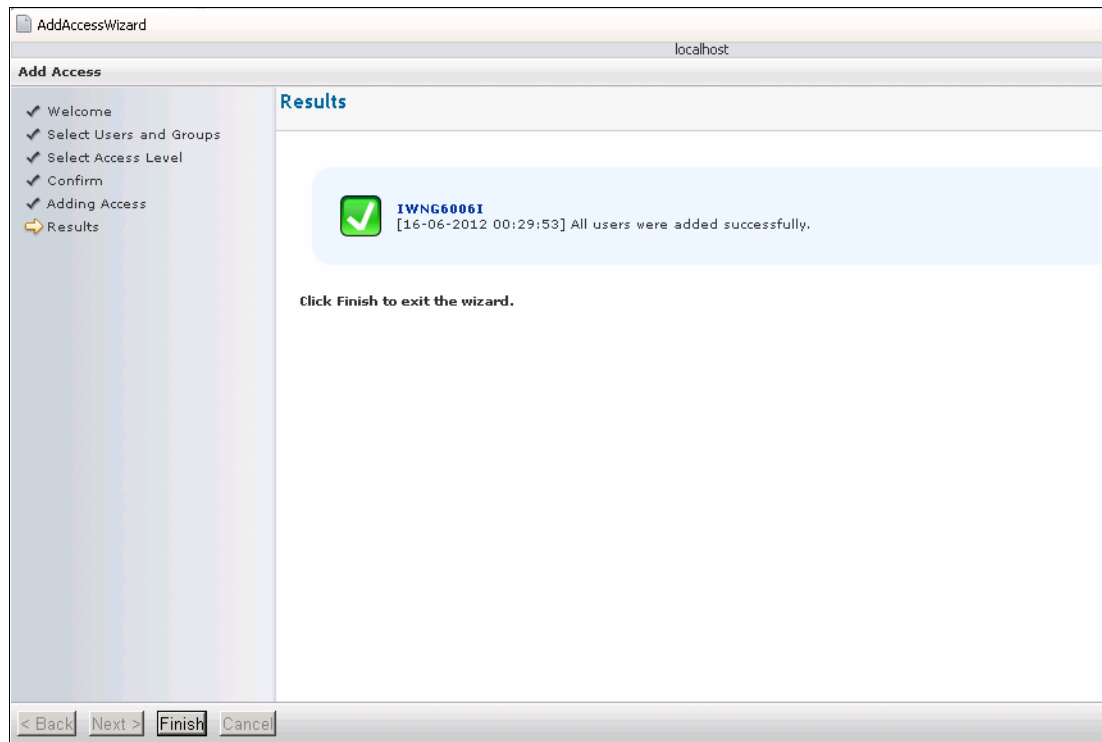 AddAccessWizard
localhost
Add Access
Welcome
Select Users and Groups
Select Access Level
Confirm
Adding Access
Results
Results
IWNG6006I
[16-06-2012 00:29:53] All users were added successfully.
Click Finish to exit the wizard.
< Back Next > Finish Cancel